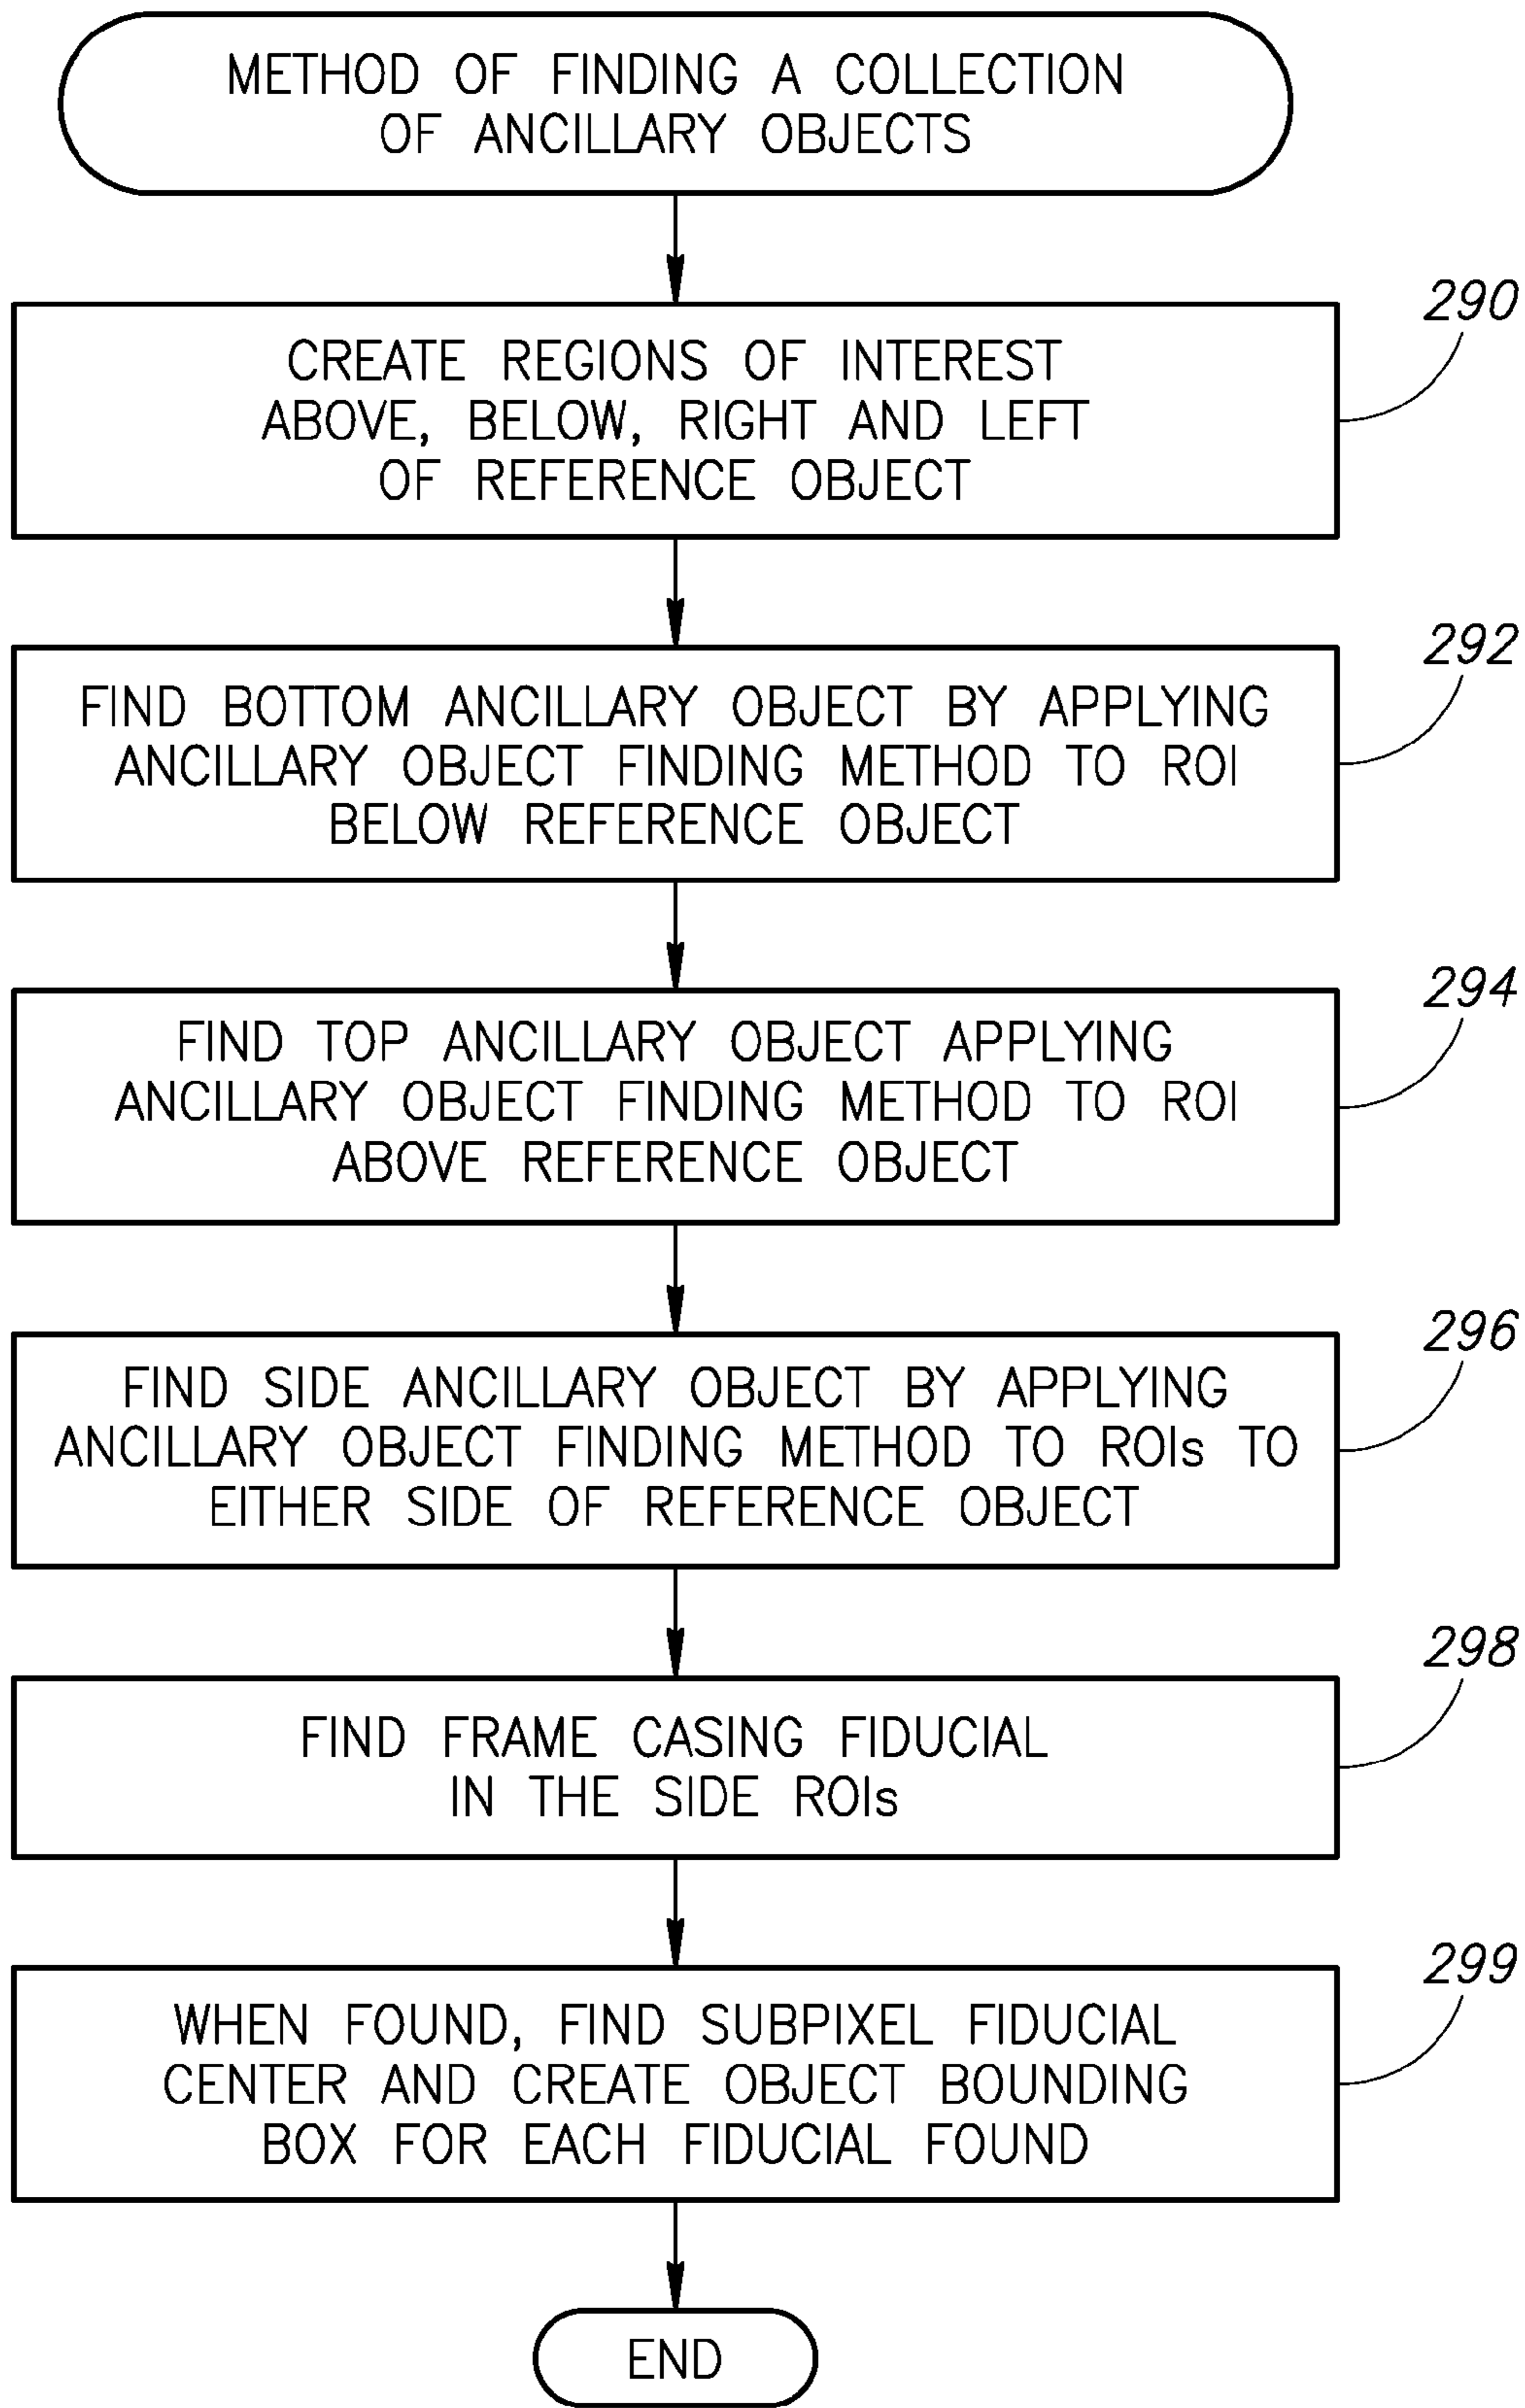 METHOD OF FINDING A COLLECTION
OF ANCILLARY OBJECTS
290
CREATE REGIONS OF INTEREST
ABOVE, BELOW, RIGHT AND LEFT
OF REFERENCE OBJECT
292
FIND BOTTOM ANCILLARY OBJECT BY APPLYING
ANCILLARY OBJECT FINDING METHOD TO ROI
BELOW REFERENCE OBJECT
294
FIND TOP ANCILLARY OBJECT APPLYING
ANCILLARY OBJECT FINDING METHOD TO ROI
ABOVE REFERENCE OBJECT
296
FIND SIDE ANCILLARY OBJECT BY APPLYING
ANCILLARY OBJECT FINDING METHOD TO ROIs TO
EITHER SIDE OF REFERENCE OBJECT
298
FIND FRAME CASING FIDUCIAL
IN THE SIDE ROIs
299
WHEN FOUND, FIND SUBPIXEL FIDUCIAL
CENTER AND CREATE OBJECT BOUNDING
BOX FOR EACH FIDUCIAL FOUND
END